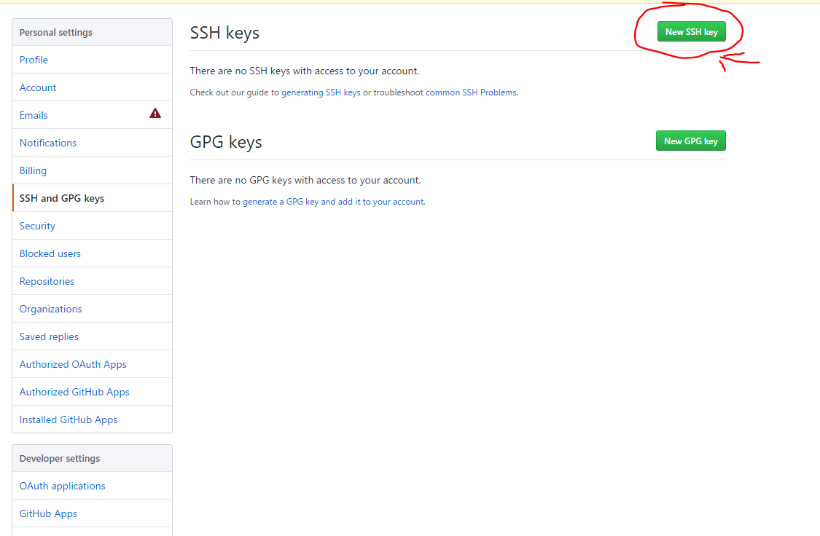 Personal settings
Profile
Account
Emails
Notifications
Billing
SSH and GPG keys
Security
Blocked users
Repositories
Organizations
Saved replies
Authorized OAuth Apps
Authorized GitHub Apps
Installed GitHub Apps
Developer settings
OAuth applications
GitHub Apps
SSH keys
New SSH key
There are no SSH keys with access to your account.
Check out our guide to generating SSH keys or troubleshoot common SSH Problems.
GPG keys
New GPG key
There are no GPG keys with access to your account.
Learn how to generate a GPG key and add it to your account.